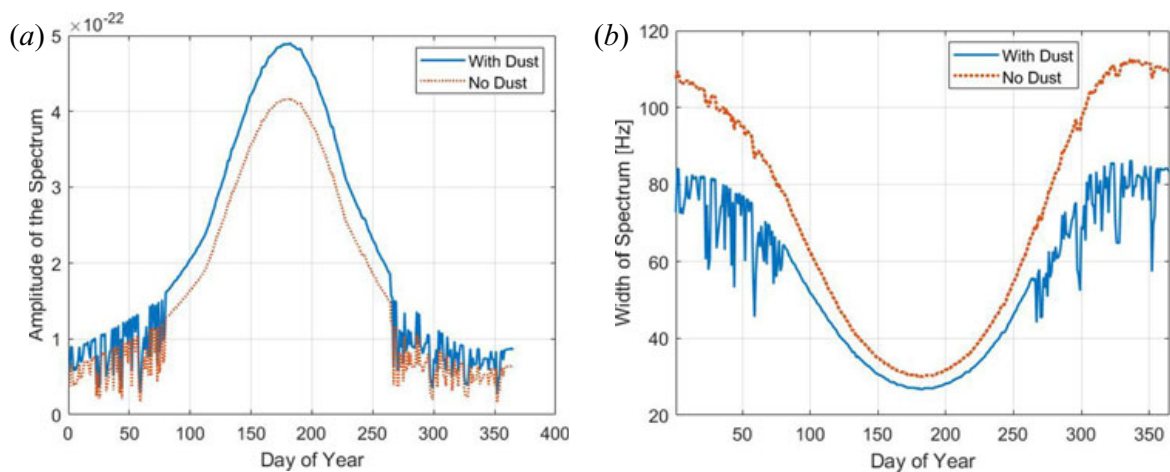 (a)
×10-22
5
4
3
2
1
0
Amplitude of the Spectrum
With Dust
No Dust
0 50 100 150 200 250 300 350 400
Day of Year
(b)
120
100
80
60
40
20
Width of Spectrum [Hz]
With Dust
No Dust
50 100 150 200 250 300 350
Day of Year